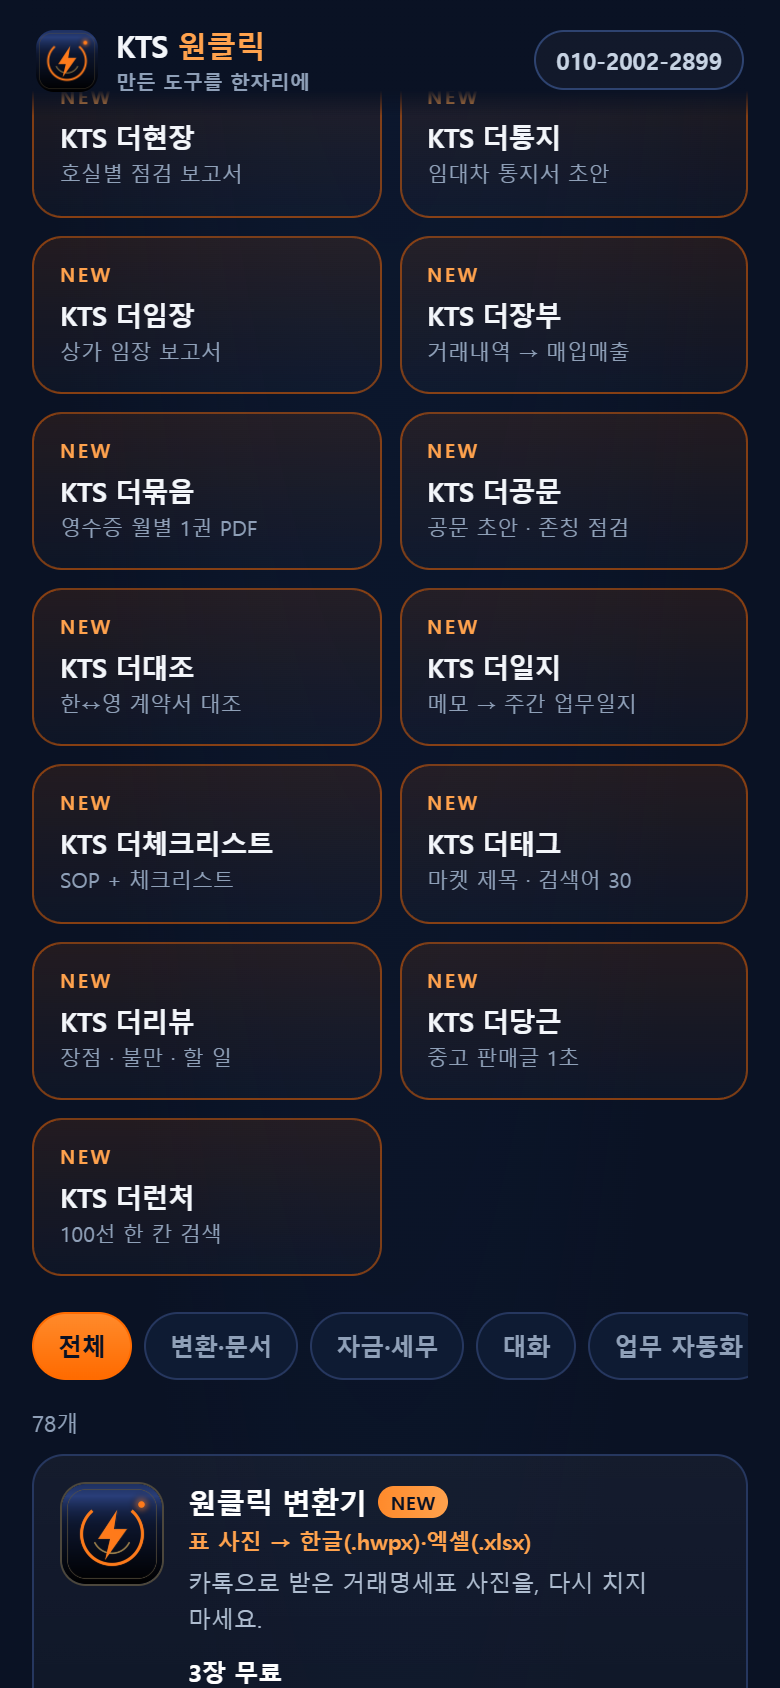 KTS 원클릭
만든 도구를 한자리에
010-2002-2899
NEW
KTS 더현장
호실별 점검 보고서
NEW
KTS 더통지
임대차 통지서 초안
NEW
KTS 더임장
상가 임장 보고서
NEW
KTS 더장부
거래내역 → 매입매출
NEW
KTS 더묶음
영수증 월별 1권 PDF
NEW
KTS 더공문
공문 초안 · 존칭 점검
NEW
KTS 더대조
한↔영 계약서 대조
NEW
KTS 더일지
메모 → 주간 업무일지
NEW
KTS 더체크리스트
SOP + 체크리스트
NEW
KTS 더태그
마켓 제목 · 검색어 30
NEW
KTS 더리뷰
장점 · 불만 · 할 일
NEW
KTS 더당근
중고 판매글 1초
NEW
KTS 더런처
100선 한 칸 검색
전체
변환·문서
자금·세무
대화
업무 자동화
78개
원클릭 변환기 NEW
표 사진 → 한글(.hwpx)·엑셀(.xlsx)
카톡으로 받은 거래명세표 사진을, 다시 치지
마세요.
3장 무료